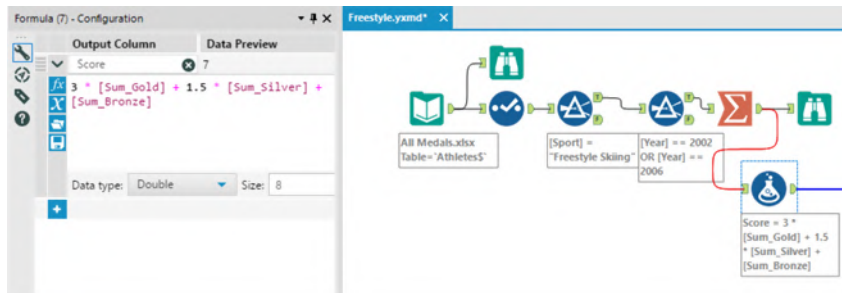 Formula (7) - Configuration
Output Column Data Preview
Score 7
3 * [Sum_Gold] + 1.5 * [Sum_Silver] +
[Sum_Bronze]
Data type: Double Size: 8
Freestyle.yxmd*
All Medals.xlsx
Table=`Athletes$`
[Sport] =
"Freestyle Skiing"
[Year] == 2002
OR [Year] ==
2006
Score = 3 *
[Sum_Gold] + 1.5
* [Sum_Silver] +
[Sum_Bronze]